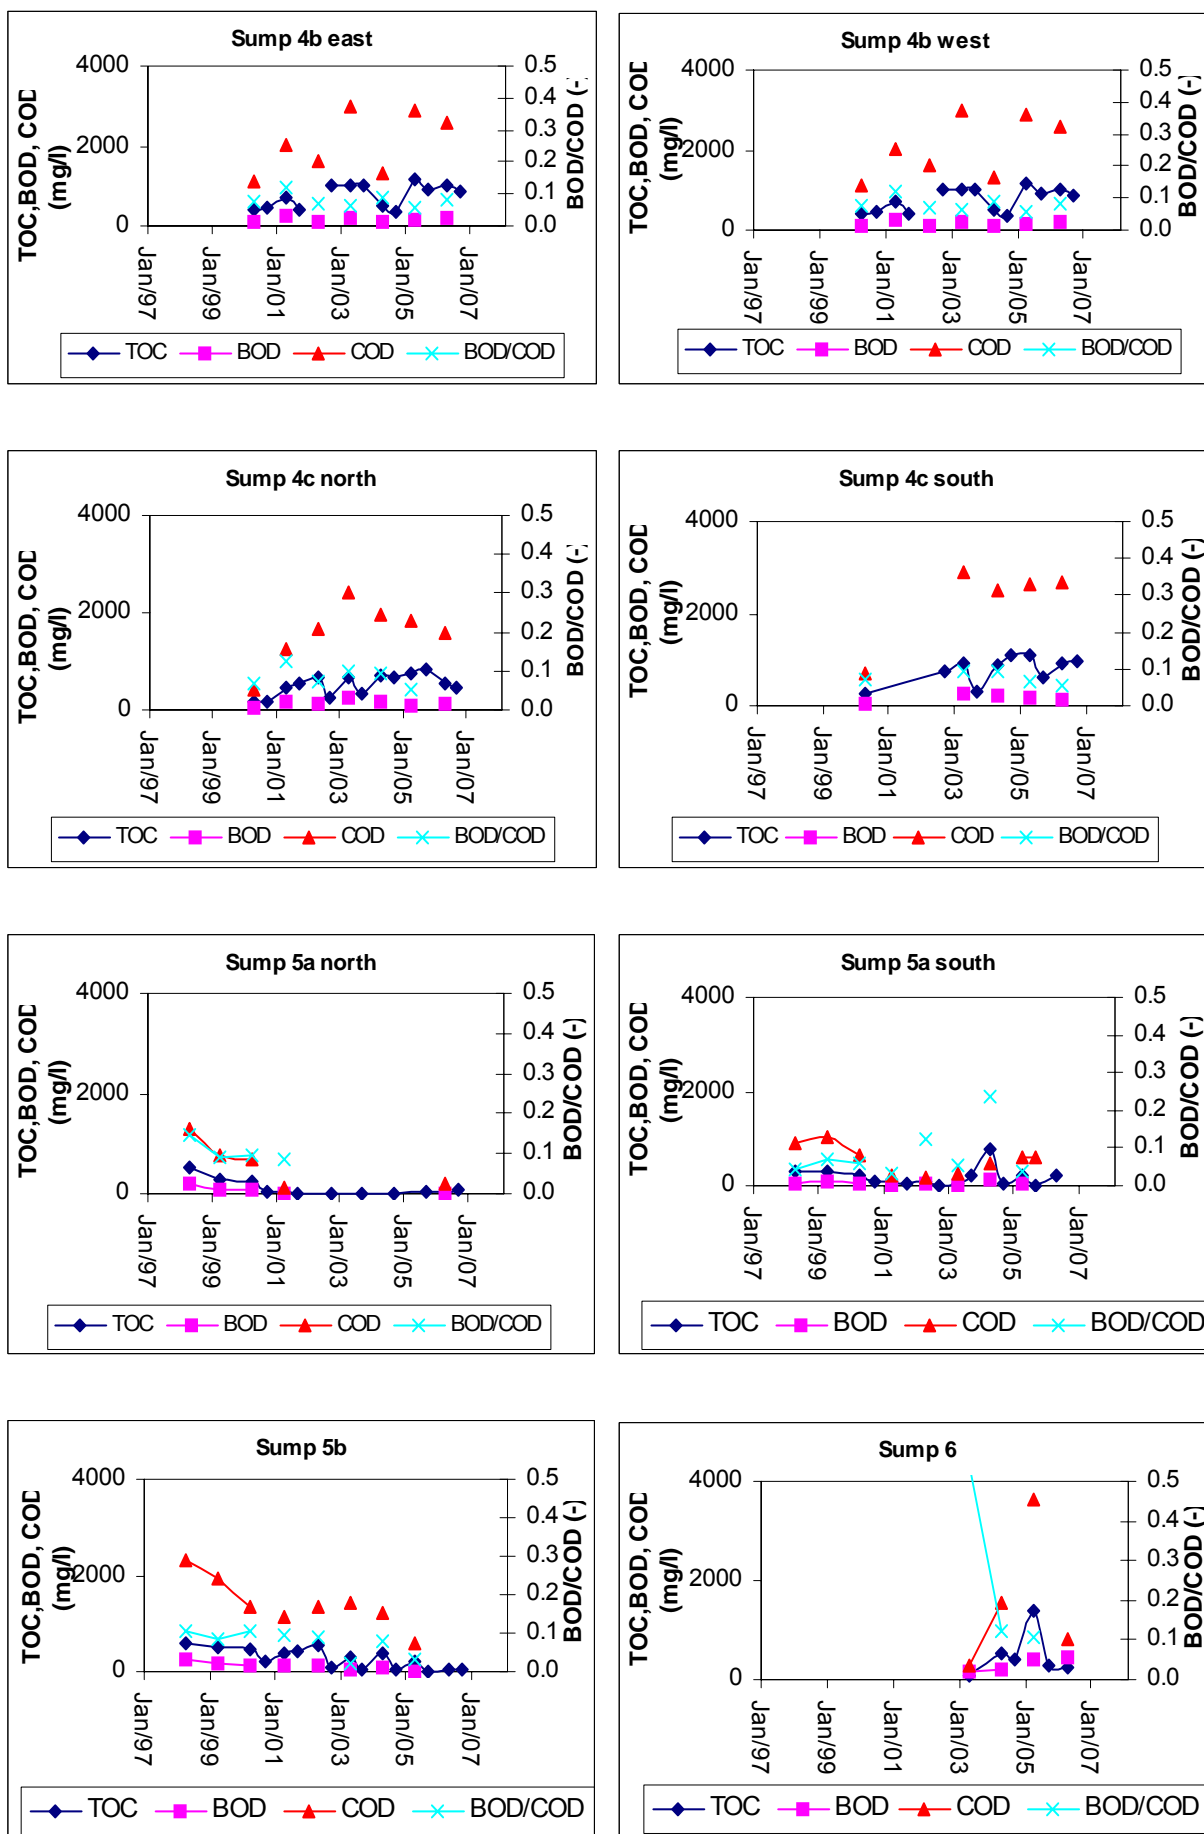 Sump 4b east
TOC,BOD, COD
(mg/l)
4000
2000
0
0.5
0.4
0.3
0.2
0.1
0.0
BOD/COD (-)
Jan/97
Jan/99
Jan/01
Jan/03
Jan/05
Jan/07
TOC BOD COD BOD/COD
Sump 4b west
TOC,BOD, COD
(mg/l)
4000
2000
0
0.5
0.4
0.3
0.2
0.1
0.0
BOD/COD (-)
Jan/97
Jan/99
Jan/01
Jan/03
Jan/05
Jan/07
TOC BOD COD BOD/COD
Sump 4c north
TOC,BOD, COD
(mg/l)
4000
2000
0
0.5
0.4
0.3
0.2
0.1
0.0
BOD/COD (-)
Jan/97
Jan/99
Jan/01
Jan/03
Jan/05
Jan/07
TOC BOD COD BOD/COD
Sump 4c south
TOC,BOD, COD
(mg/l)
4000
2000
0
0.5
0.4
0.3
0.2
0.1
0.0
BOD/COD (-)
Jan/97
Jan/99
Jan/01
Jan/03
Jan/05
Jan/07
TOC BOD COD BOD/COD
Sump 5a north
TOC,BOD, COD
(mg/l)
4000
2000
0
0.5
0.4
0.3
0.2
0.1
0.0
BOD/COD (-)
Jan/97
Jan/99
Jan/01
Jan/03
Jan/05
Jan/07
TOC BOD COD BOD/COD
Sump 5a south
TOC,BOD, COD
(mg/l)
4000
2000
0
0.5
0.4
0.3
0.2
0.1
0.0
BOD/COD (-)
Jan/97
Jan/99
Jan/01
Jan/03
Jan/05
Jan/07
TOC BOD COD BOD/COD
Sump 5b
TOC,BOD, COD
(mg/l)
4000
2000
0
0.5
0.4
0.3
0.2
0.1
0.0
BOD/COD (-)
Jan/97
Jan/99
Jan/01
Jan/03
Jan/05
Jan/07
TOC BOD COD BOD/COD
Sump 6
TOC,BOD, COD
(mg/l)
4000
2000
0
0.5
0.4
0.3
0.2
0.1
0.0
BOD/COD (-)
Jan/97
Jan/99
Jan/01
Jan/03
Jan/05
Jan/07
TOC BOD COD BOD/COD